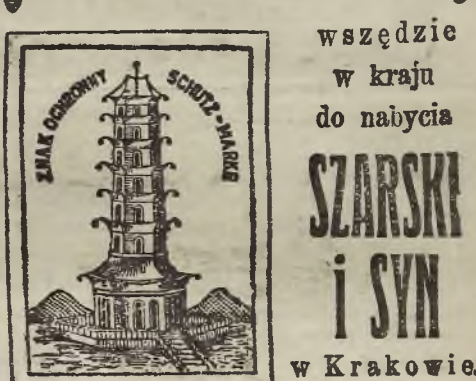 ZNAK OCHRONNY
SCHUTZ-MARKE
wszędzie
w kraju
do nabycia
SZARSKI
i SYN
w Krakowie